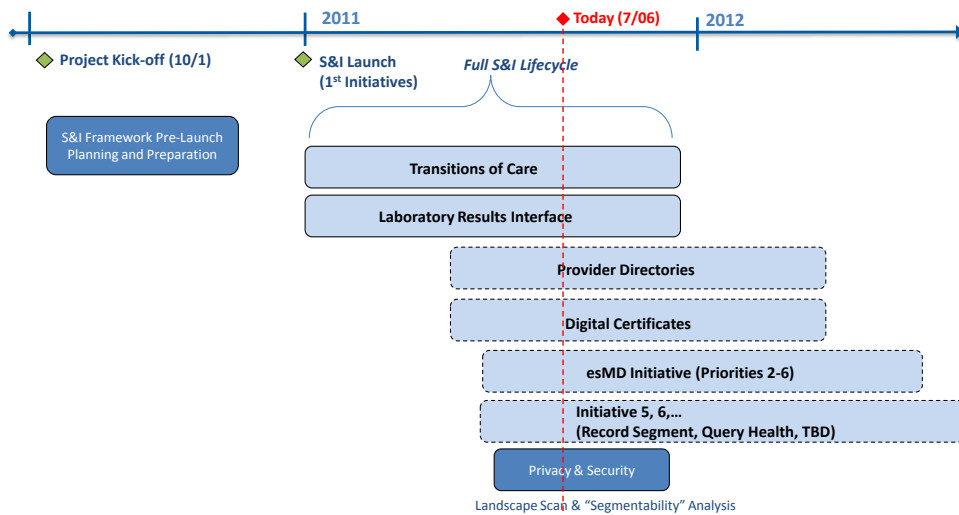 2011
Today (7/06)
2012
Project Kick-off (10/1)
S&I Launch
(1st Initiatives)
Full S&I Lifecycle
S&I Framework Pre-Launch
Planning and Preparation
Transitions of Care
Laboratory Results Interface
Provider Directories
Digital Certificates
esMD Initiative (Priorities 2-6)
Initiative 5, 6,…
(Record Segment, Query Health, TBD)
Privacy & Security
Landscape Scan & “Segmentability” Analysis